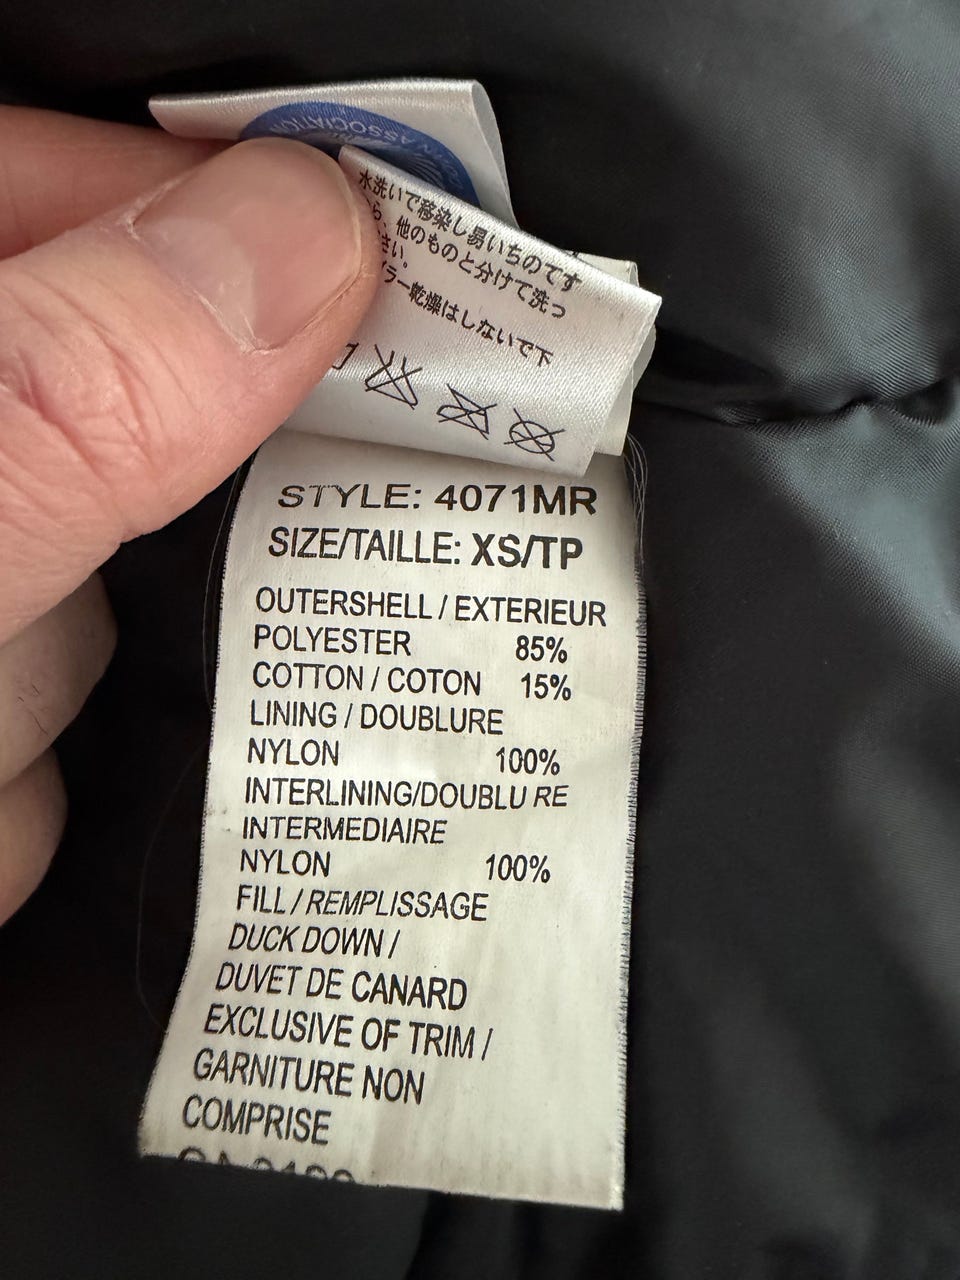 ASSOCIATION
水洗いで移染し易いちのです
ら、他のものと分けて洗っ
さい。
ラー乾燥はしないで下
STYLE: 4071MR
SIZE/TAILLE: XS/TP
OUTERSHELL / EXTERIEUR
POLYESTER 85%
COTTON / COTON 15%
LINING / DOUBLURE
NYLON 100%
INTERLINING/DOUBLU RE
INTERMEDIAIRE
NYLON 100%
FILL / REMPLISSAGE
DUCK DOWN /
DUVET DE CANARD
EXCLUSIVE OF TRIM /
GARNITURE NON
COMPRISE